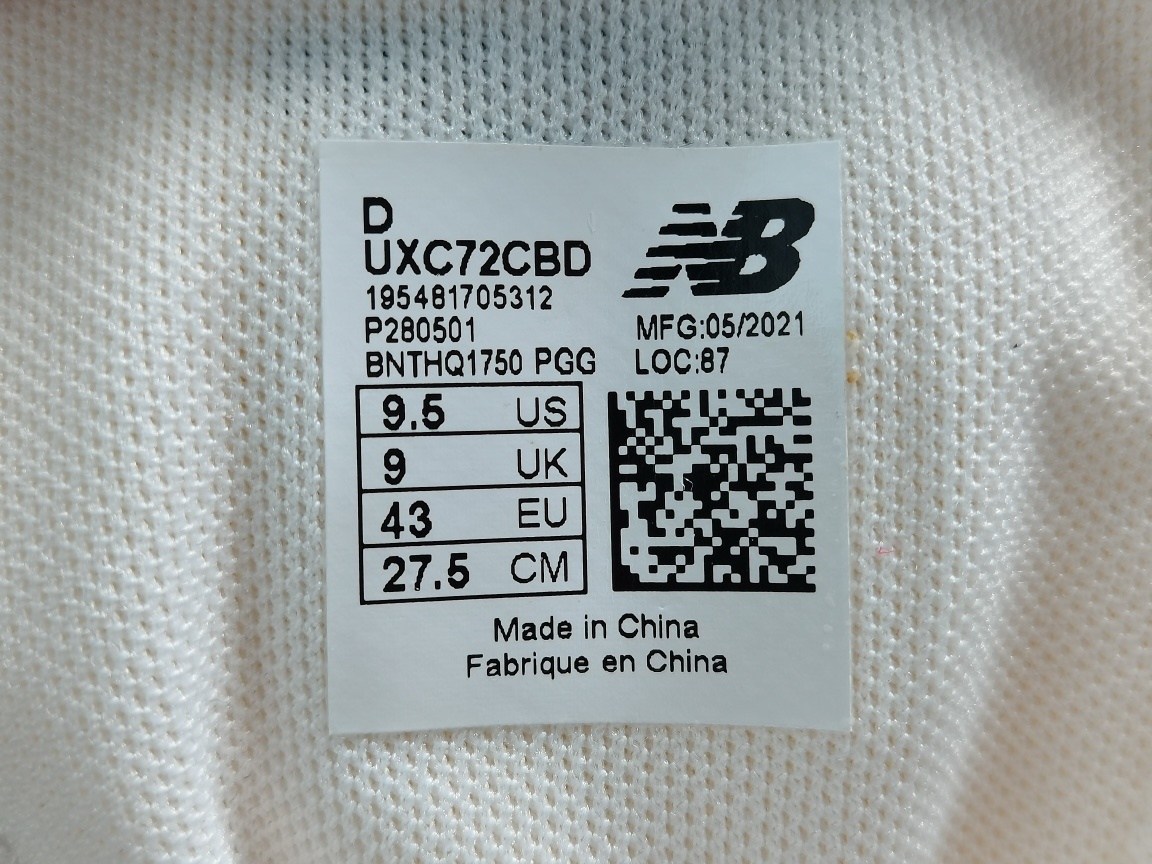 D
UXC72CBD
195481705312
P280501
BNTHQ1750 PGG
NB
MFG:05/2021
LOC:87
9.5 US
9 UK
43 EU
27.5 CM
Made in China
Fabrique en China